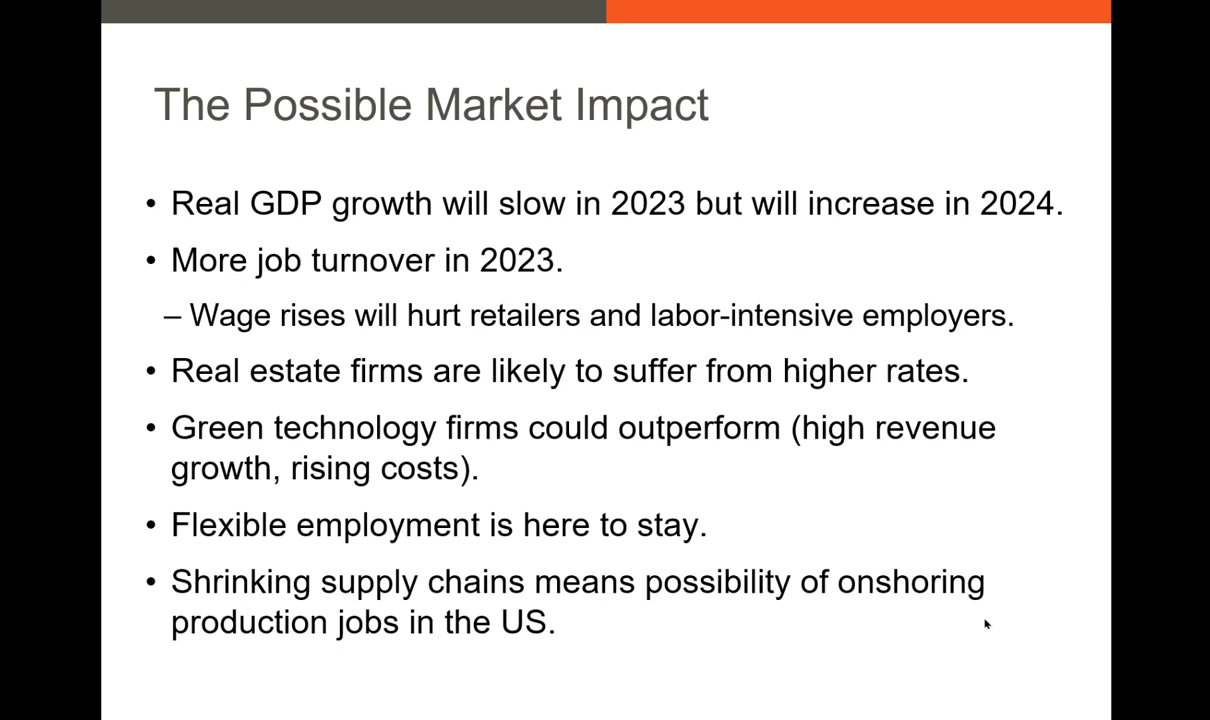 The Possible Market Impact
• Real GDP growth will slow in 2023 but will increase in 2024.
• More job turnover in 2023.
– Wage rises will hurt retailers and labor-intensive employers.
• Real estate firms are likely to suffer from higher rates.
• Green technology firms could outperform (high revenue
growth, rising costs).
• Flexible employment is here to stay.
• Shrinking supply chains means possibility of onshoring
production jobs in the US.